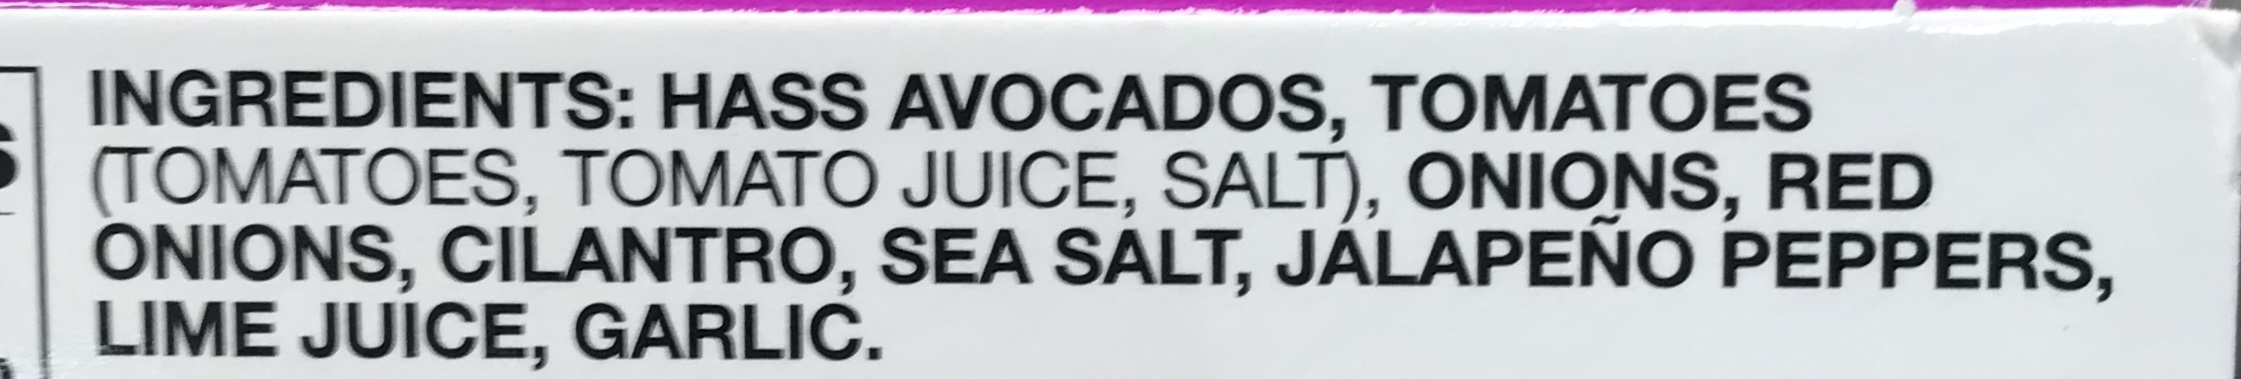 INGREDIENTS: HASS AVOCADOS, TOMATOES
(TOMATOES, TOMATO JUICE, SALT), ONIONS, RED
ONIONS, CILANTRO, SEA SALT, JALAPEÑO PEPPERS,
LIME JUICE, GARLIC.